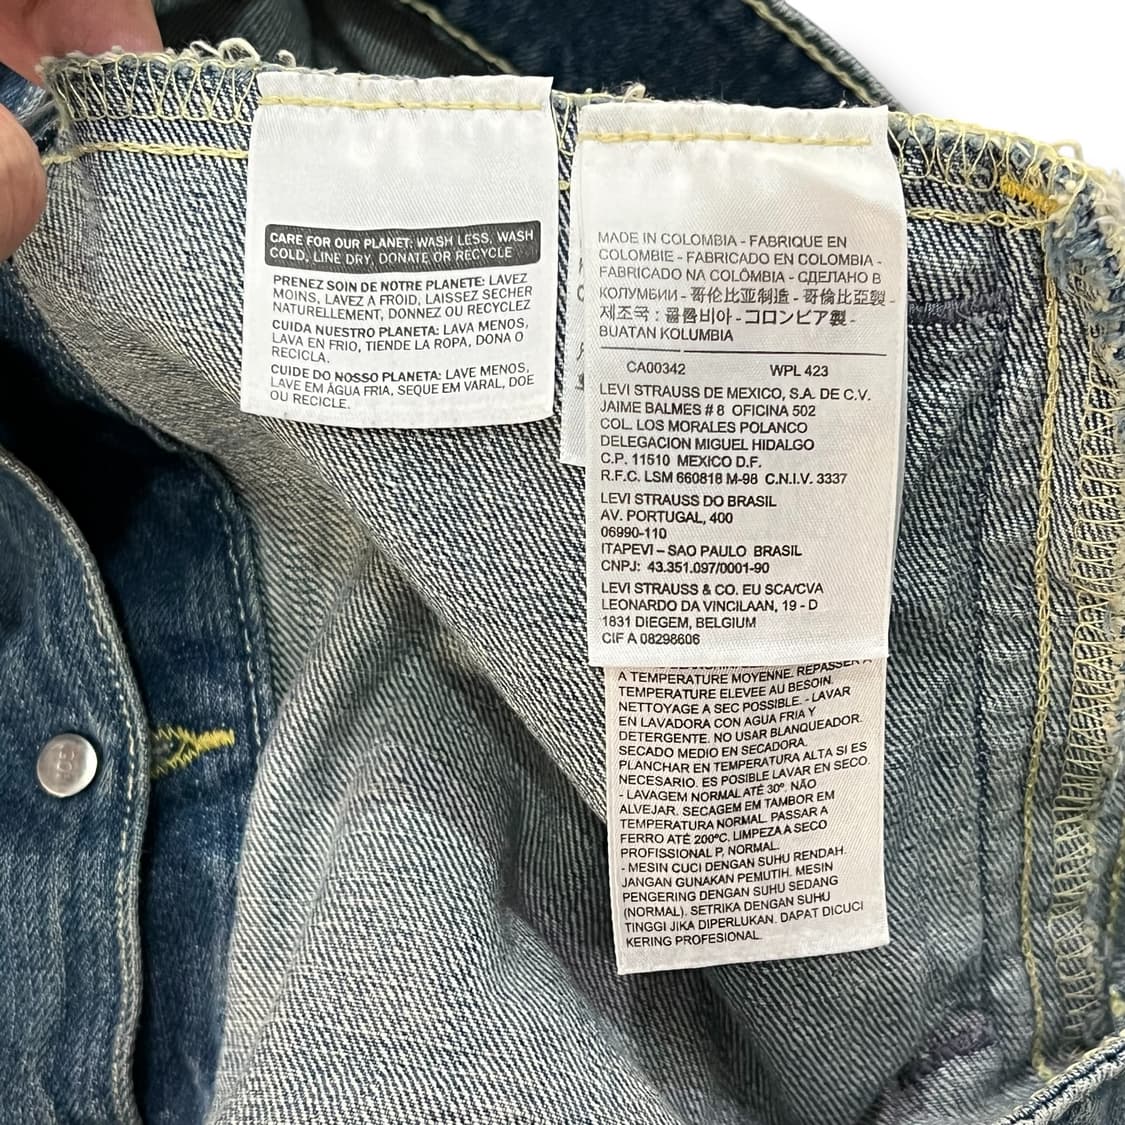 CARE FOR OUR PLANET: WASH LESS, WASH
COLD, LINE DRY, DONATE OR RECYCLE
PRENEZ SOIN DE NOTRE PLANETE: LAVEZ
MOINS, LAVEZ A FROID, LAISSEZ SECHER
NATURELLEMENT, DONNEZ OU RECYCLEZ
CUIDA NUESTRO PLANETA: LAVA MENOS,
LAVA EN FRIO, TIENDE LA ROPA, DONA O
RECICLA.
CUIDE DO NOSSO PLANETA: LAVE MENOS,
LAVE EM ÁGUA FRIA, SEQUE EM VARAL, DOE
OU RECICLE.
MADE IN COLOMBIA - FABRIQUE EN
COLOMBIE - FABRICADO EN COLOMBIA -
FABRICADO NA COLÔMBIA - СДЕЛАНО В
КОЛУМБИИ - 哥伦比亚制造 - 哥倫比亞製 -
제조국 : 콜롬비아 - コロンビア製 -
BUATAN KOLUMBIA
CA00342 WPL 423
LEVI STRAUSS DE MEXICO, S.A. DE C.V.
JAIME BALMES # 8 OFICINA 502
COL. LOS MORALES POLANCO
DELEGACION MIGUEL HIDALGO
C.P. 11510 MEXICO D.F.
R.F.C. LSM 660818 M-98 C.N.I.V. 3337
LEVI STRAUSS DO BRASIL
AV. PORTUGAL, 400
06990-110
ITAPEVI – SAO PAULO BRASIL
CNPJ: 43.351.097/0001-90
LEVI STRAUSS & CO. EU SCA/CVA
LEONARDO DA VINCILAAN, 19 - D
1831 DIEGEM, BELGIUM
CIF A 08298606
A TEMPERATURE MOYENNE. REPASSER A
TEMPERATURE ELEVEE AU BESOIN.
NETTOYAGE A SEC POSSIBLE. - LAVAR
EN LAVADORA CON AGUA FRIA Y
DETERGENTE. NO USAR BLANQUEADOR.
SECADO MEDIO EN SECADORA.
PLANCHAR EN TEMPERATURA ALTA SI ES
NECESARIO. ES POSIBLE LAVAR EN SECO.
- LAVAGEM NORMAL ATÉ 30º. NÃO
ALVEJAR. SECAGEM EM TAMBOR EM
TEMPERATURA NORMAL. PASSAR A
FERRO ATÉ 200ºC. LIMPEZA A SECO
PROFISSIONAL P, NORMAL.
- MESIN CUCI DENGAN SUHU RENDAH.
JANGAN GUNAKAN PEMUTIH. MESIN
PENGERING DENGAN SUHU SEDANG
(NORMAL). SETRIKA DENGAN SUHU
TINGGI JIKA DIPERLUKAN. DAPAT DICUCI
KERING PROFESIONAL.